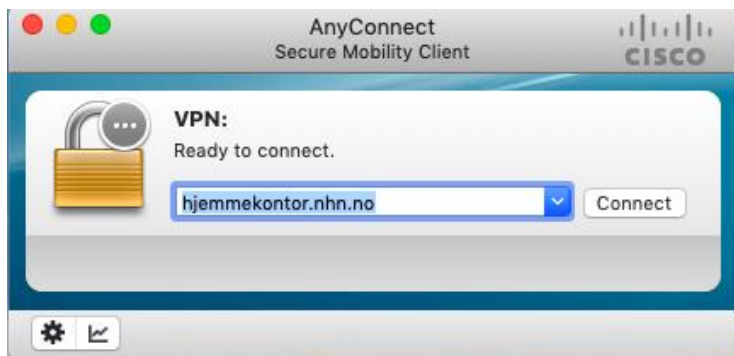 AnyConnect
Secure Mobility Client
CISCO
VPN:
Ready to connect.
hjemmekontor.nhn.no
Connect